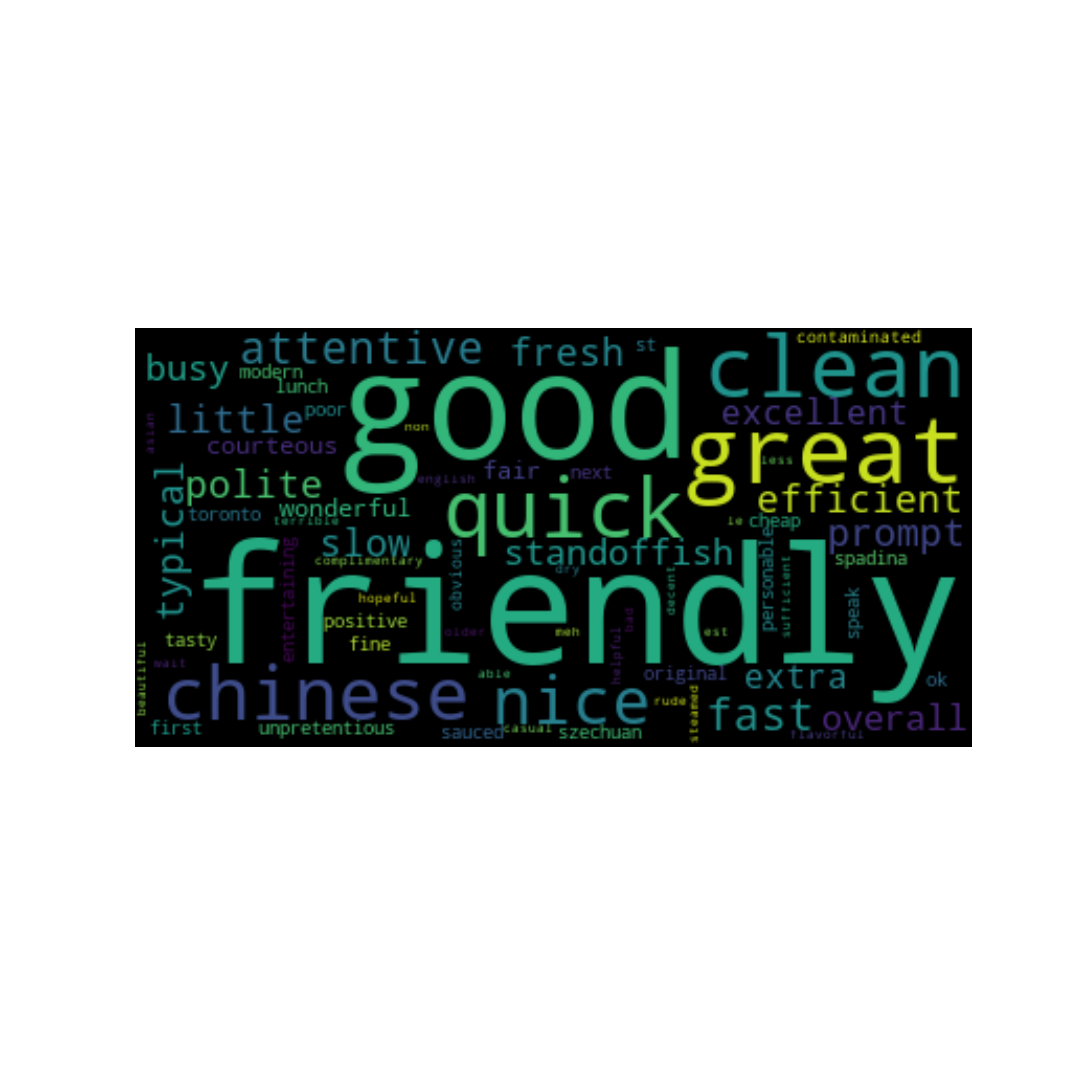 attentive
fresh
st
contaminated
busy
modern
lunch
good
clean
little
poor
excellent
asian
courteous
non
great
less
typical
polite
english
fair
next
efficient
toronto
wonderful
terrible
quick
ie
cheap
prompt
slow
standoffish
spadina
complimentary
obvious
dry
personable
entertaining
hopeful
decent
sufficient
speak
friendly
positive
tasty
fine
older
meh
bad
est
helpful
beautiful
wait
chinese
able
nice
original
extra
ok
rude
steamed
fast
overall
first
unpretentious
sauced
casual
szechuan
flavorful